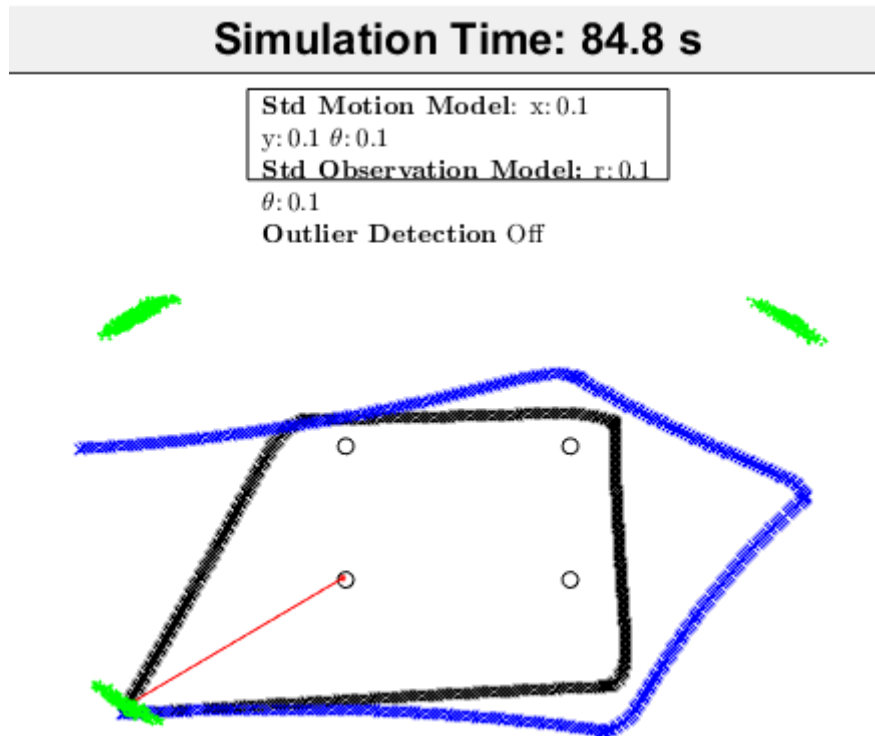 Simulation Time: 84.8 s
Std Motion Model: x: 0.1
y: 0.1 θ: 0.1
Std Observation Model: r: 0.1
θ: 0.1
Outlier Detection Off